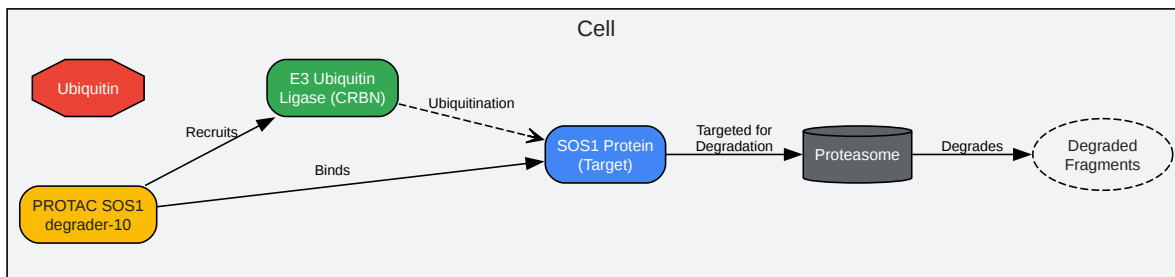 Cell
Ubiquitin
E3 Ubiquitin
Ligase (CRBN)
Ubiquitination
Recruits
Binds
PROTAC SOS1
degrader-10
SOS1 Protein
(Target)
Targeted for
Degradation
Proteasome
Degrades
Degraded
Fragments